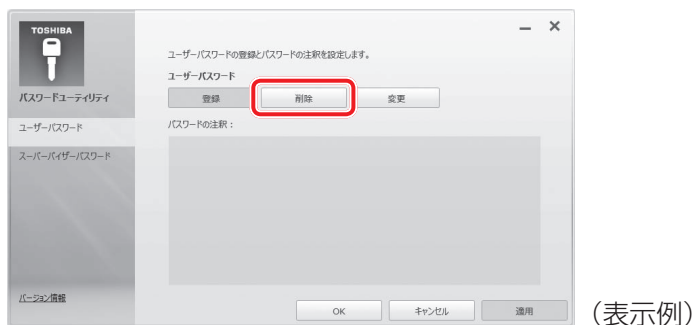 TOSHIBA
パスワードユーティリティ
ユーザーパスワード
スーパーバイザーパスワード
バージョン情報
ユーザーパスワードの登録とパスワードの注釈を設定します。
ユーザーパスワード
登録
削除
変更
パスワードの注釈：
OK
キャンセル
適用
（表示例）